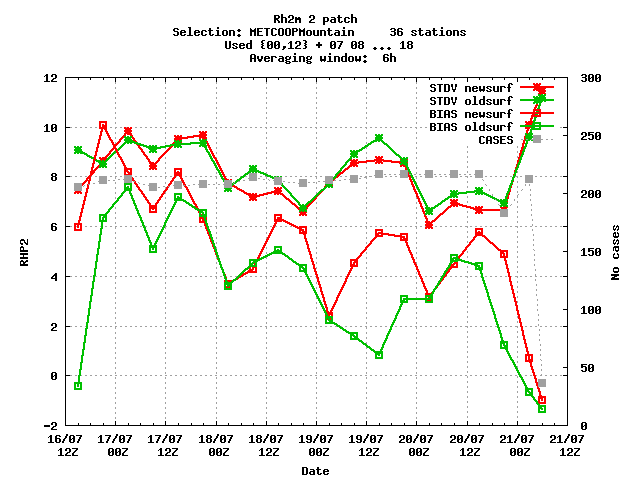 Rh2m 2 patch
Selection: METCOOPMountain     36 stations
Used {00,12} + 07 08 ... 18
Averaging window:  6h
STDV newsurf
STDV oldsurf
BIAS newsurf
BIAS oldsurf
CASES
12
10
8
6
4
2
0
-2
RHP2
300
250
200
150
100
50
0
No cases
16/07 17/07 17/07 18/07 18/07 19/07 19/07 20/07 20/07 21/07 21/07
12Z 00Z 12Z 00Z 12Z 00Z 12Z 00Z 12Z 00Z 12Z
Date